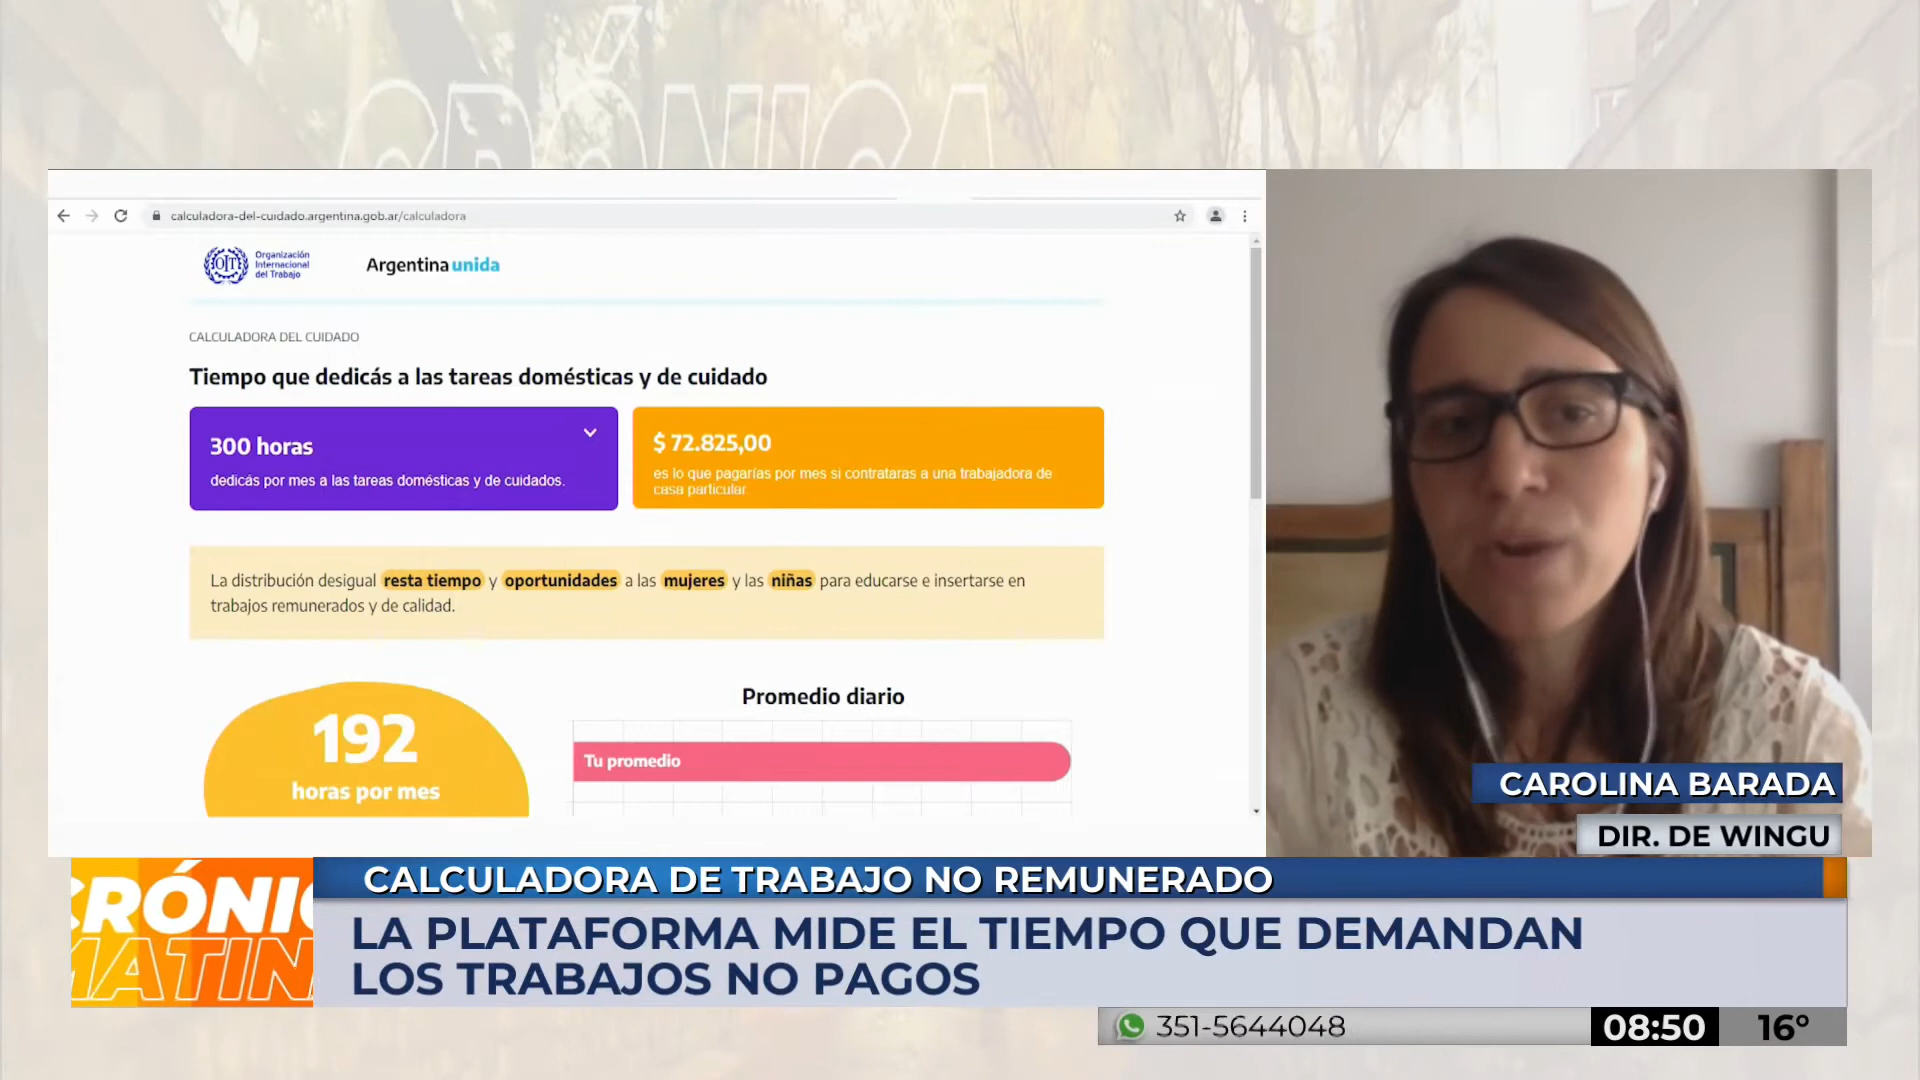 CRÓNICA
calculadora-del-cuidado.argentina.gob.ar/calculadora
OIT
Organización
Internacional
del Trabajo
Argentina unida
CALCULADORA DEL CUIDADO
Tiempo que dedicás a las tareas domésticas y de cuidado
300 horas
dedicás por mes a las tareas domésticas y de cuidados.
$ 72.825,00
es lo que pagarías por mes si contrataras a una trabajadora de
casa particular.
La distribución desigual resta tiempo y oportunidades a las mujeres y las niñas para educarse e insertarse en
trabajos remunerados y de calidad.
192
horas por mes
Promedio diario
Tú promedio
CAROLINA BARADA
DIR. DE WINGU
CALCULADORA DE TRABAJO NO REMUNERADO
CRÓNIC
MATIN
LA PLATAFORMA MIDE EL TIEMPO QUE DEMANDAN
LOS TRABAJOS NO PAGOS
351-5644048
08:50
16°